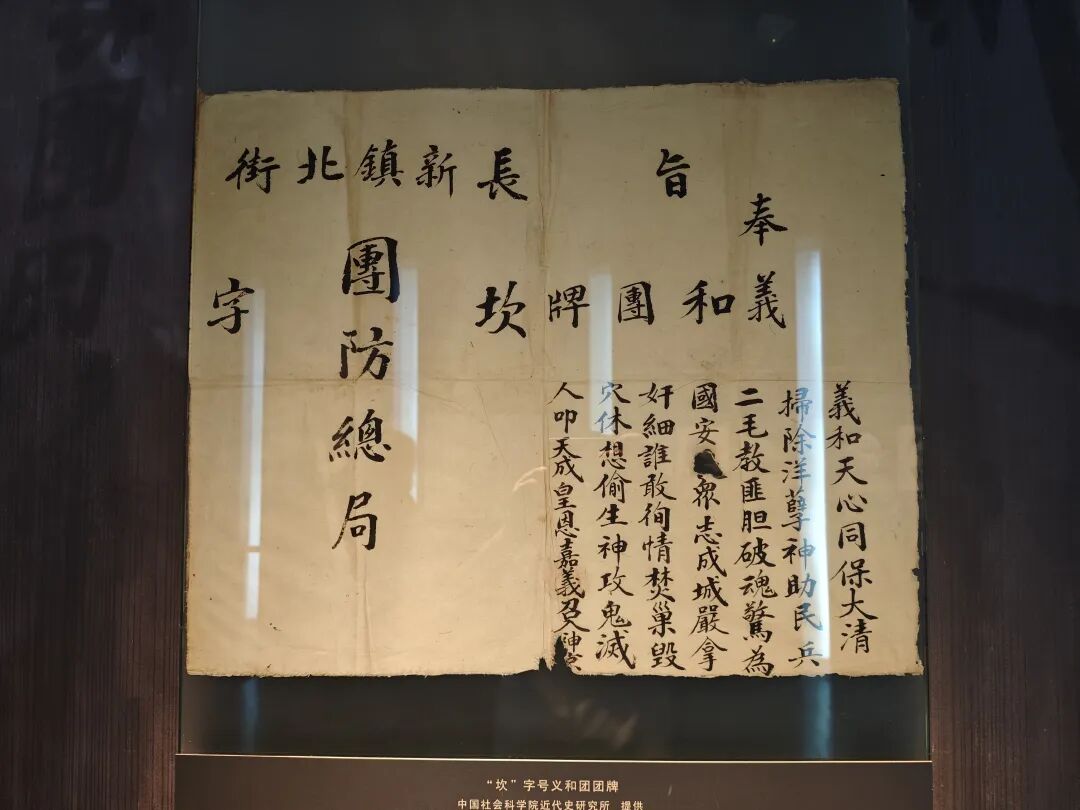 奉旨
義和團牌
義和天心同保大清
掃除洋孽神助民兵
二毛教匪胆破魂驚為
國安衆志成城嚴拿
奸細誰敢徇情焚巢毀
穴休想偷生神攻鬼滅
人叩天成皇恩嘉義神
長新鎮北街
坎字
團防總局
“坎”字号义和团团牌
中国社会科学院近代史研究所 提供